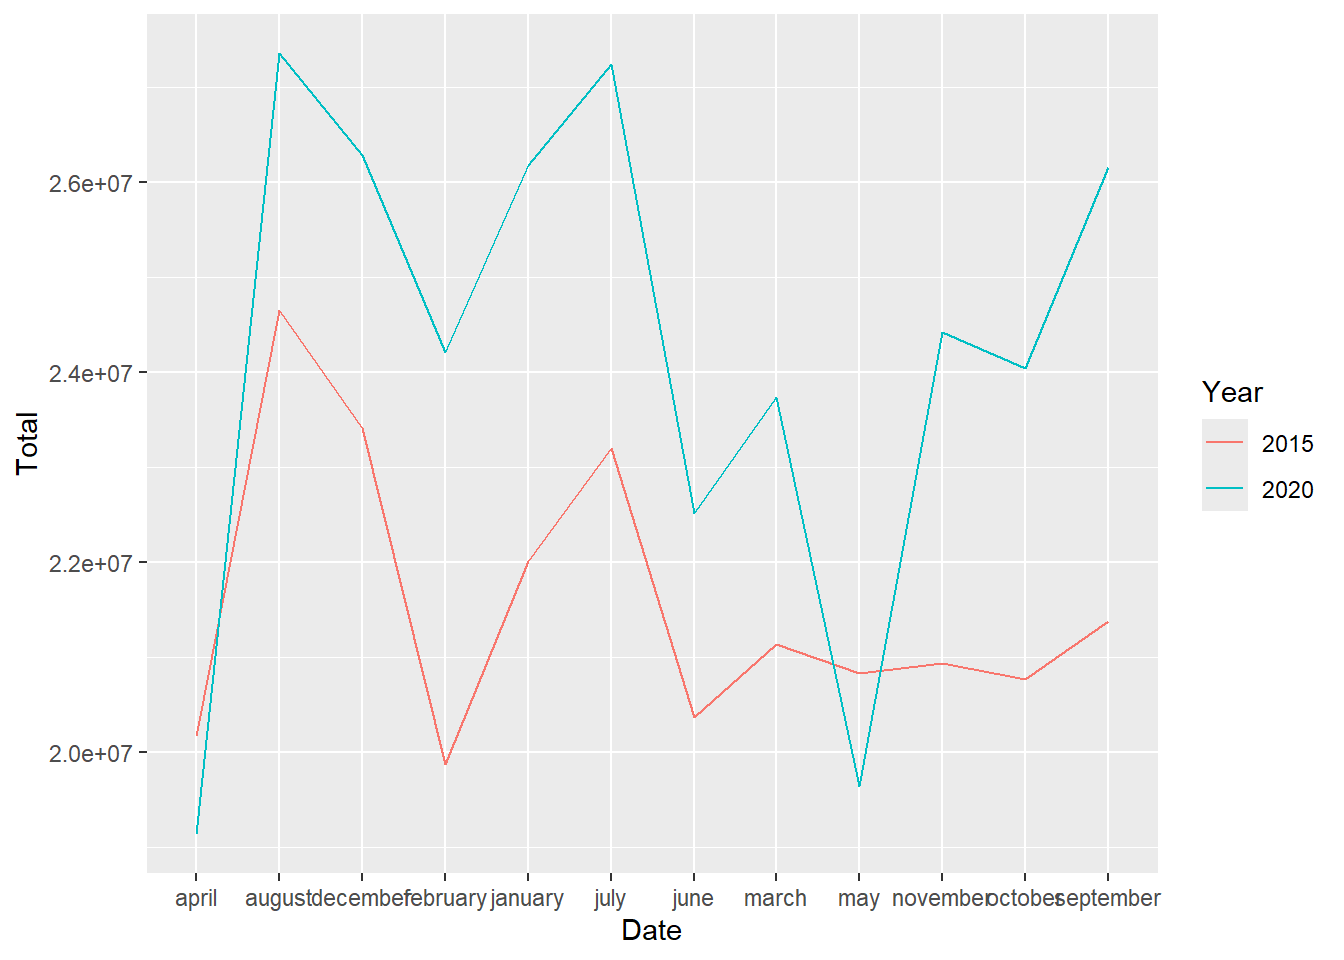 2.6e+07
2.4e+07
2.2e+07
2.0e+07
Total
april august december february january july june march may november october september
Date
Year
2015
2020